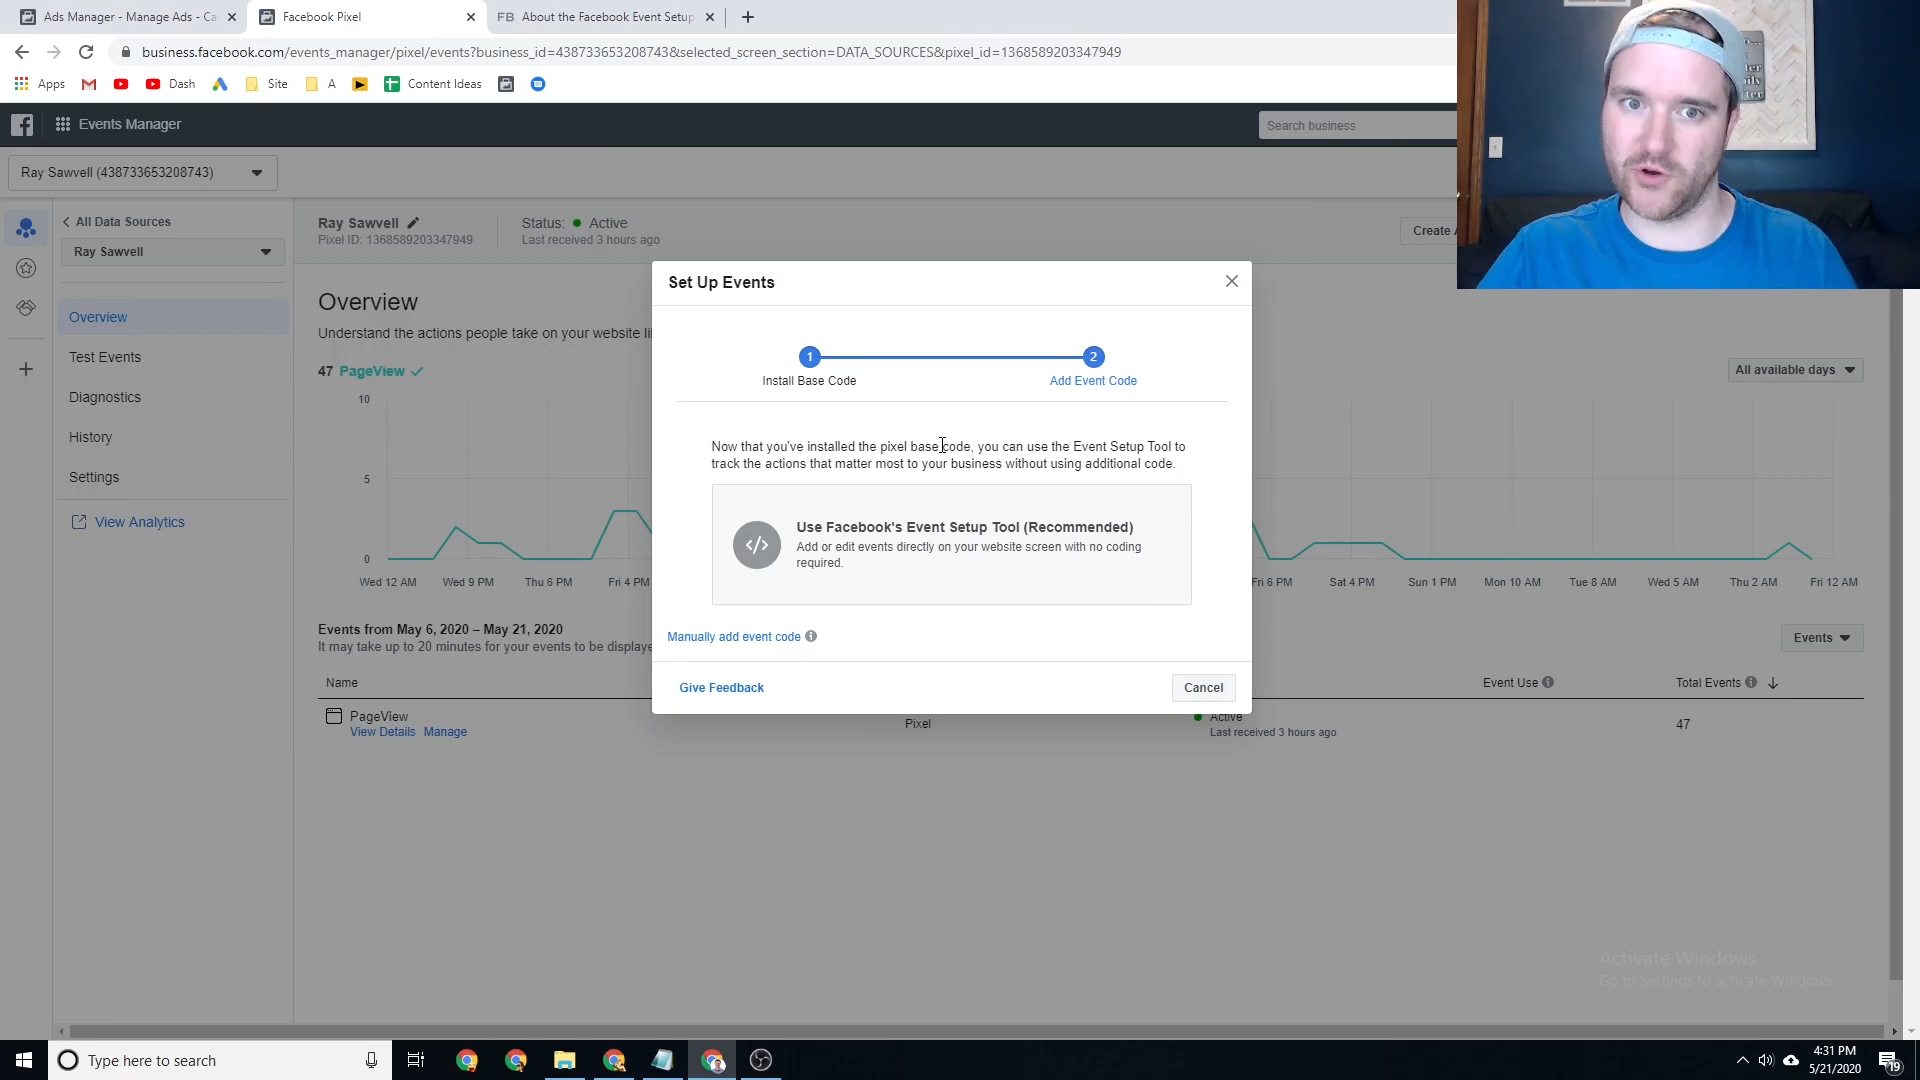 Ads Manager - Manage Ads - Ca
Facebook Pixel
FB About the Facebook Event Setup
business.facebook.com/events_manager/pixel/events?business_id=438733653208743&selected_screen_section=DATA_SOURCES&pixel_id=1368589203347949
Apps
Dash
Site
A
Content Ideas
Events Manager
Search business
Ray Sawvell (438733653208743)
All Data Sources
Ray Sawvell
Overview
Test Events
Diagnostics
History
Settings
View Analytics
Ray Sawvell
Pixel ID: 1368589203347949
Status: Active
Last received 3 hours ago
Create A
Overview
Understand the actions people take on your website li
47 PageView
All available days
10
5
0
Wed 12 AM Wed 9 PM Thu 6 PM Fri 4 PM Fri 6 PM Sat 4 PM Sun 1 PM Mon 10 AM Tue 8 AM Wed 5 AM Thu 2 AM Fri 12 AM
Events from May 6, 2020 – May 21, 2020
It may take up to 20 minutes for your events to be displaye
Events
Name
Event Use
Total Events
PageView
View Details Manage
Pixel
Active
Last received 3 hours ago
47
Set Up Events
1
2
Install Base Code
Add Event Code
Now that you've installed the pixel base code, you can use the Event Setup Tool to
track the actions that matter most to your business without using additional code.
</>
Use Facebook's Event Setup Tool (Recommended)
Add or edit events directly on your website screen with no coding
required.
Manually add event code
Give Feedback
Cancel
Activate Windows
Go to Settings to activate Windows.
Type here to search
4:31 PM
5/21/2020
19